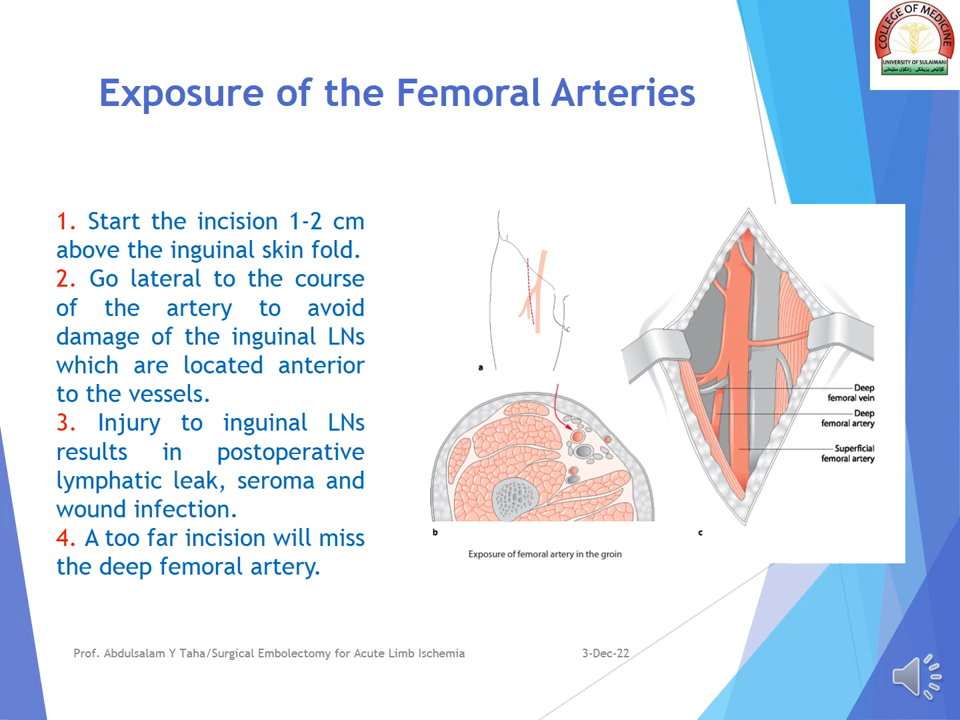 COLLEGE OF MEDICINE
UNIVERSITY OF SULAIMANI
Exposure of the Femoral Arteries
1. Start the incision 1-2 cm
above the inguinal skin fold.
2. Go lateral to the course
of the artery to avoid
damage of the inguinal LNs
which are located anterior
to the vessels.
3. Injury to inguinal LNs
results in postoperative
lymphatic leak, seroma and
wound infection.
4. A too far incision will miss
the deep femoral artery.
a
b
c
Deep
femoral vein
Deep
femoral artery
Superficial
femoral artery
Exposure of femoral artery in the groin
Prof. Abdulsalam Y Taha/Surgical Embolectomy for Acute Limb Ischemia
3-Dec-22